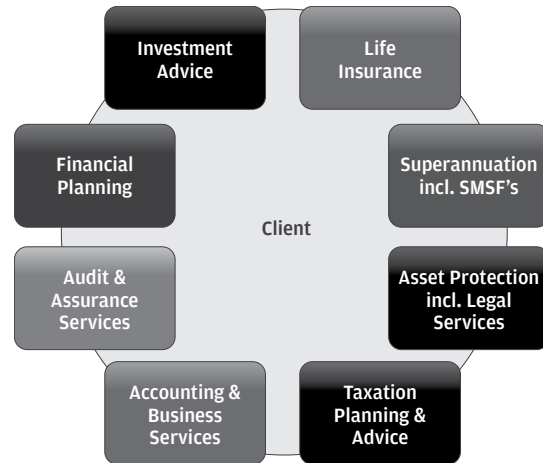 Investment
Advice
Life
Insurance
Financial
Planning
Superannuation
incl. SMSF's
Client
Audit &
Assurance
Services
Asset Protection
incl. Legal
Services
Accounting &
Business
Services
Taxation
Planning &
Advice